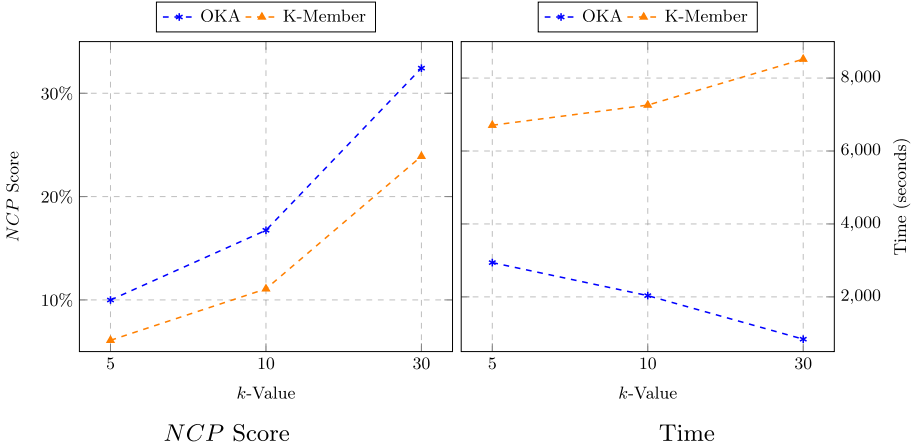 OKA K-Member
30%
20%
10%
NCP Score
5 10 30
k-Value
NCP Score
OKA K-Member
8,000
6,000
4,000
2,000
Time (seconds)
5 10 30
k-Value
Time